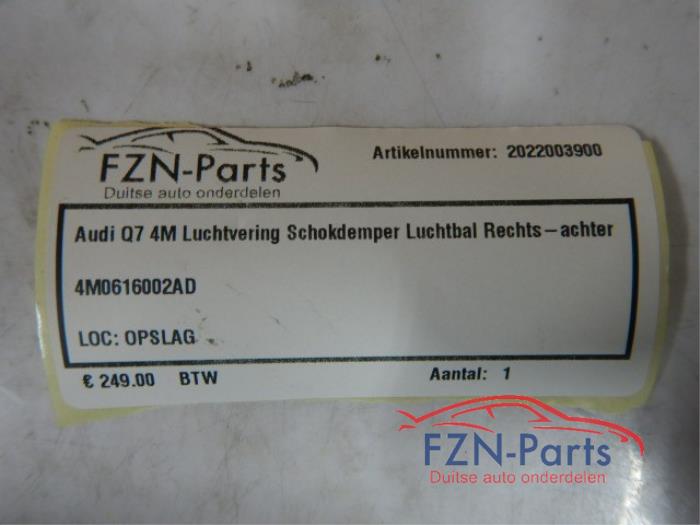 FZN-Parts
Duitse auto onderdelen
Artikelnummer: 2022003900
Audi Q7 4M Luchtvering Schokdemper Luchtbal Rechts-achter
4M0616002AD
LOC: OPSLAG
€ 249.00 BTW
Aantal: 1
FZN-Parts
Duitse auto onderdelen